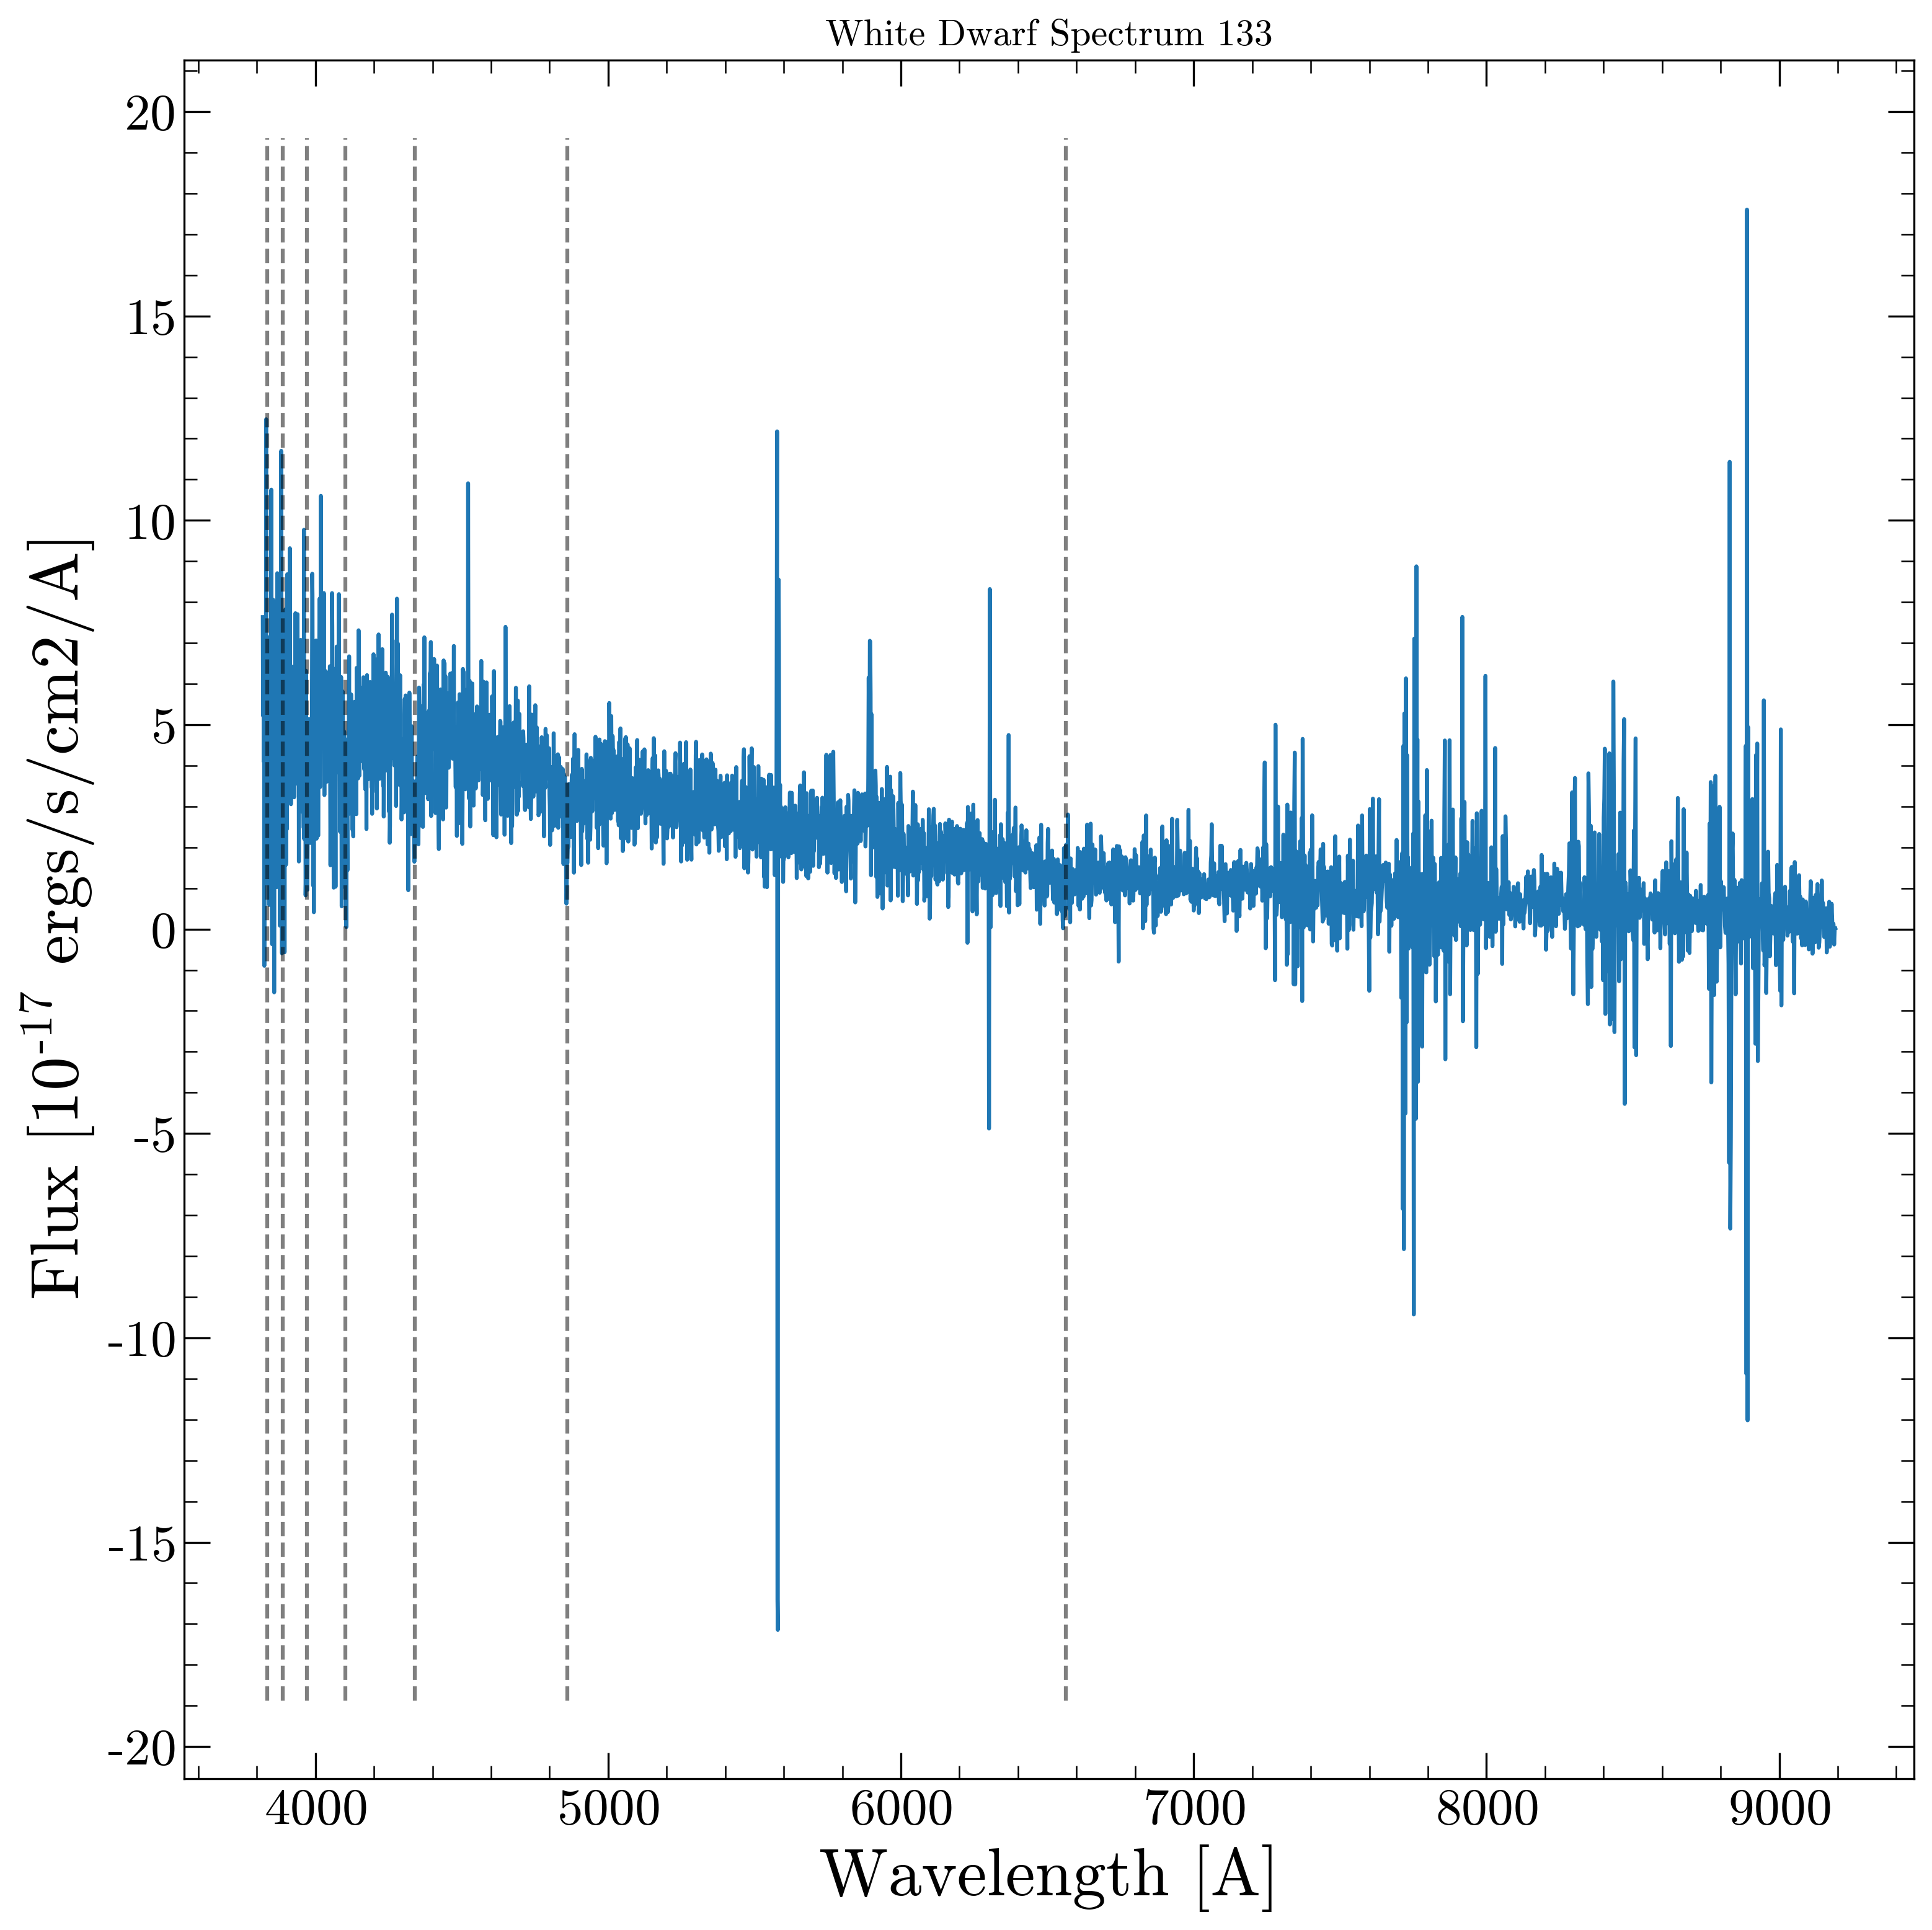 White Dwarf Spectrum 133
20
15
10
5
0
-5
-10
-15
-20
Flux [10-17 ergs/s/cm2/A]
4000 5000 6000 7000 8000 9000
Wavelength [A]